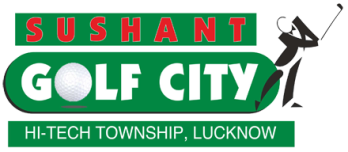 SUSHANT
GOLF CITY
HI-TECH TOWNSHIP, LUCKNOW